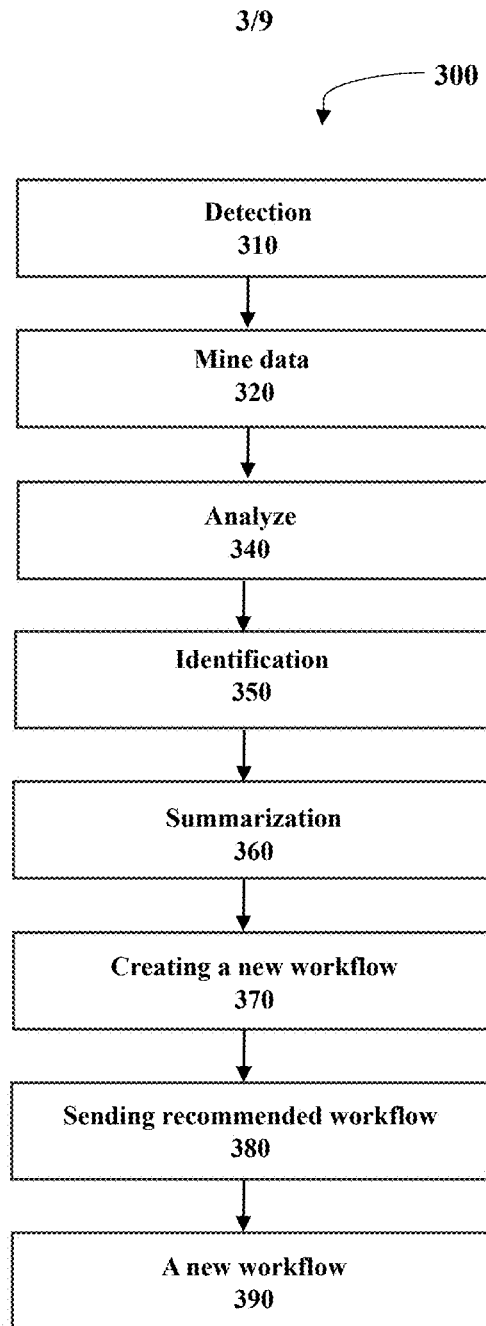 3/9
300
Detection
310
Mine data
320
Analyze
340
Identification
350
Summarization
360
Creating a new workflow
370
Sending recommended workflow
380
A new workflow
390